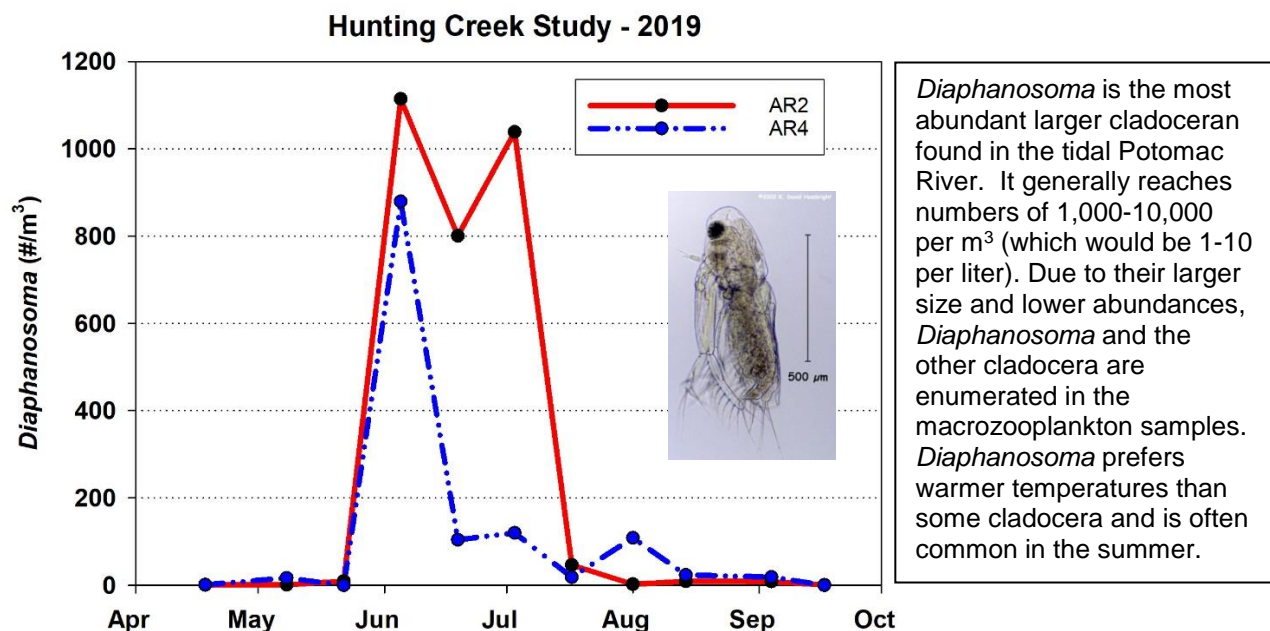 Hunting Creek Study - 2019
1200
1000
800
600
400
200
0
Diaphanosoma (#/m³)
Apr May Jun Jul Aug Sep Oct
AR2
AR4
500 µm
Diaphanosoma is the most
abundant larger cladoceran
found in the tidal Potomac
River. It generally reaches
numbers of 1,000-10,000
per m³ (which would be 1-10
per liter). Due to their larger
size and lower abundances,
Diaphanosoma and the
other cladocera are
enumerated in the
macrozooplankton samples.
Diaphanosoma prefers
warmer temperatures than
some cladocera and is often
common in the summer.